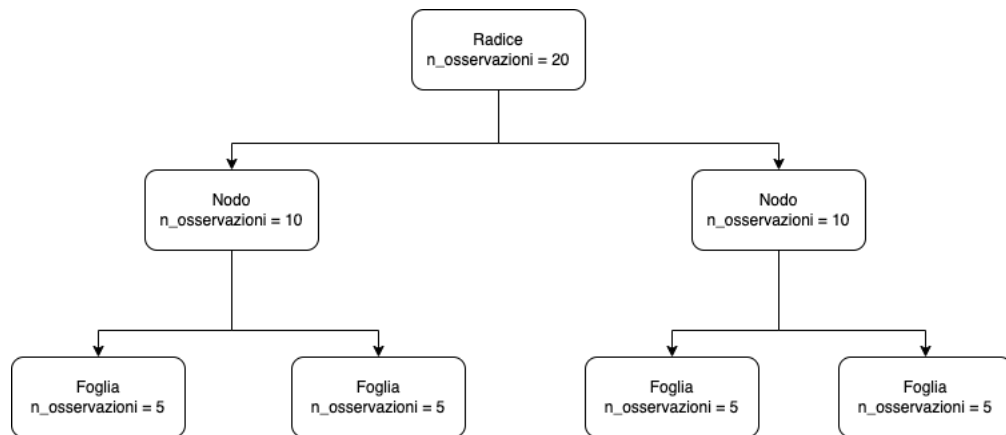 Radice
n_osservazioni = 20
Nodo
n_osservazioni = 10
Nodo
n_osservazioni = 10
Foglia
n_osservazioni = 5
Foglia
n_osservazioni = 5
Foglia
n_osservazioni = 5
Foglia
n_osservazioni = 5